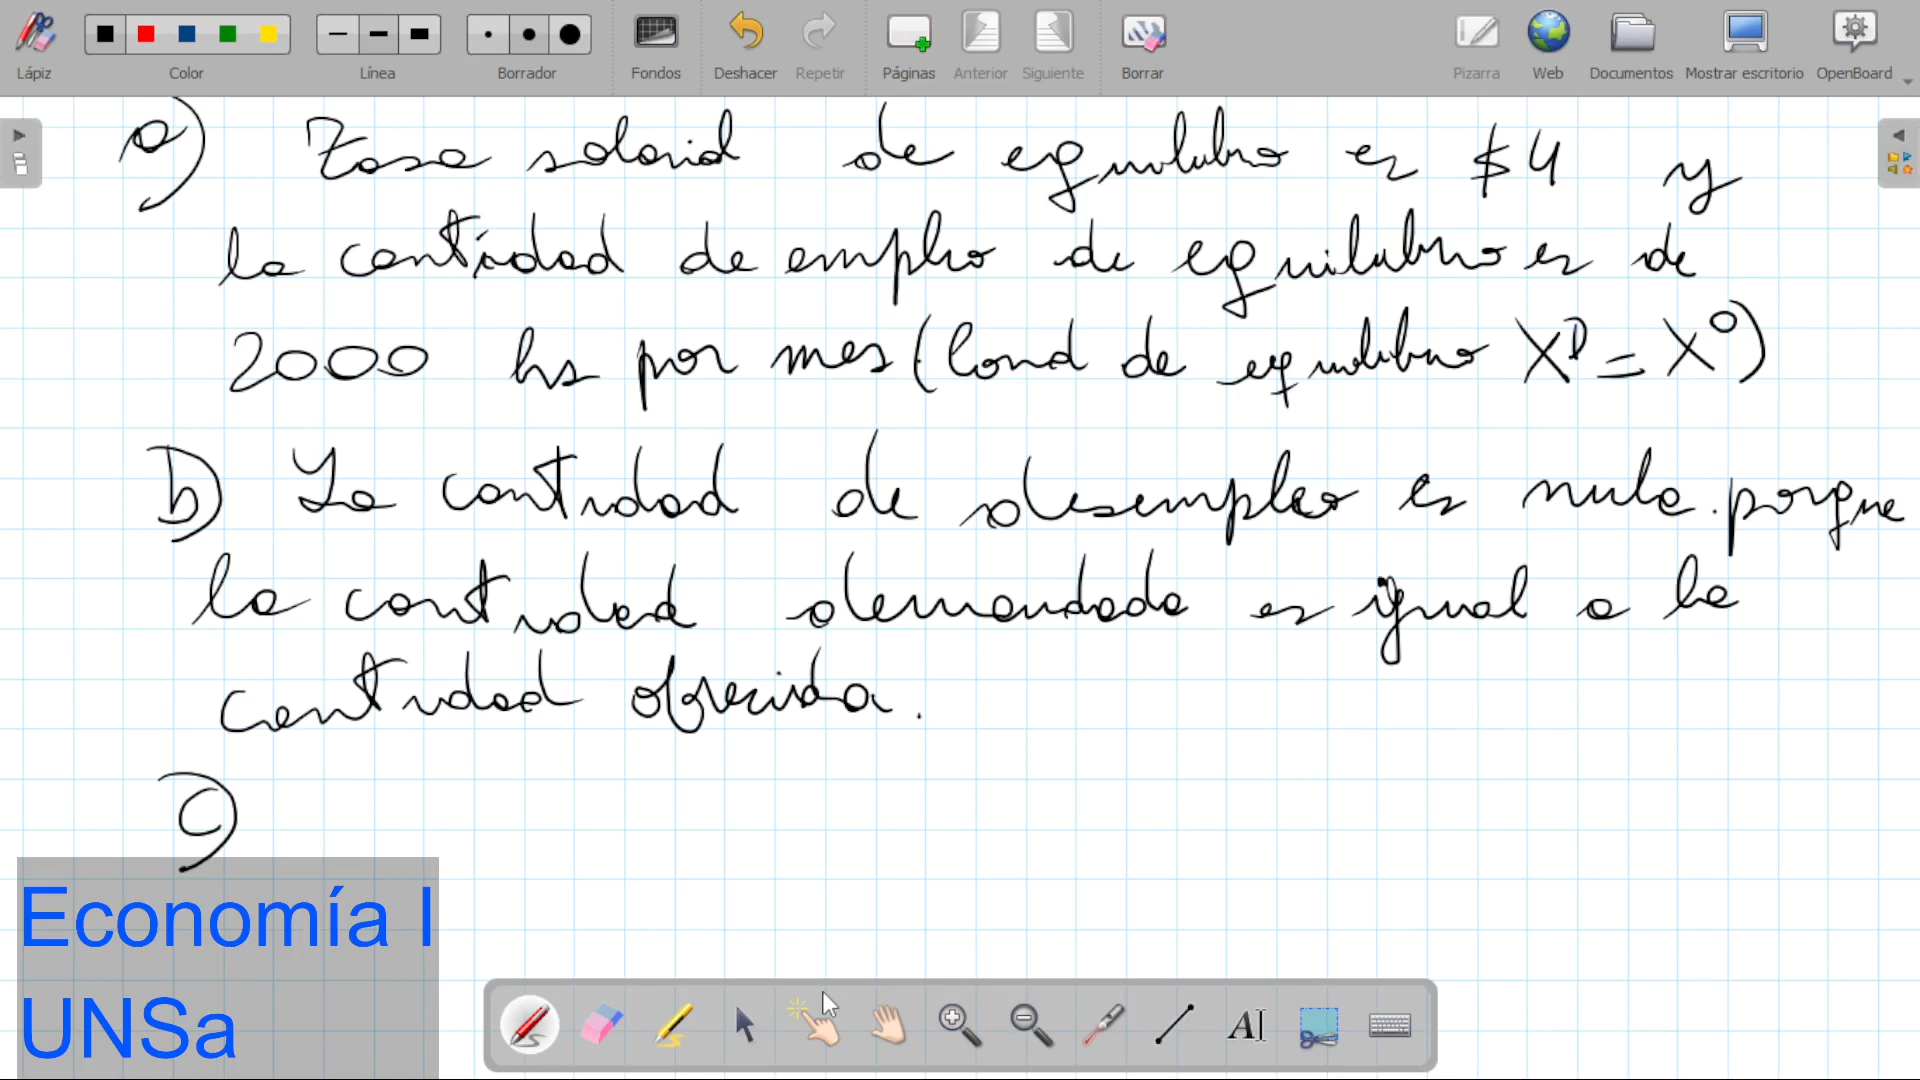 Lápiz
Color
Línea
Borrador
Fondos
Deshacer
Repetir
Páginas
Anterior
Siguiente
Borrar
Pizarra
Web
Documentos
Mostrar escritorio
OpenBoard
a) Tasa salarial de equilibrio es $4 y
la cantidad de empleo de equilibrio es de
2000 hs por mes (Cond de equilibrio X^D = X^O)
b) La cantidad de desempleo es nula. porque
la cantidad demandada es igual a la
cantidad ofrecida.
c)
Economía I
UNSa
AI